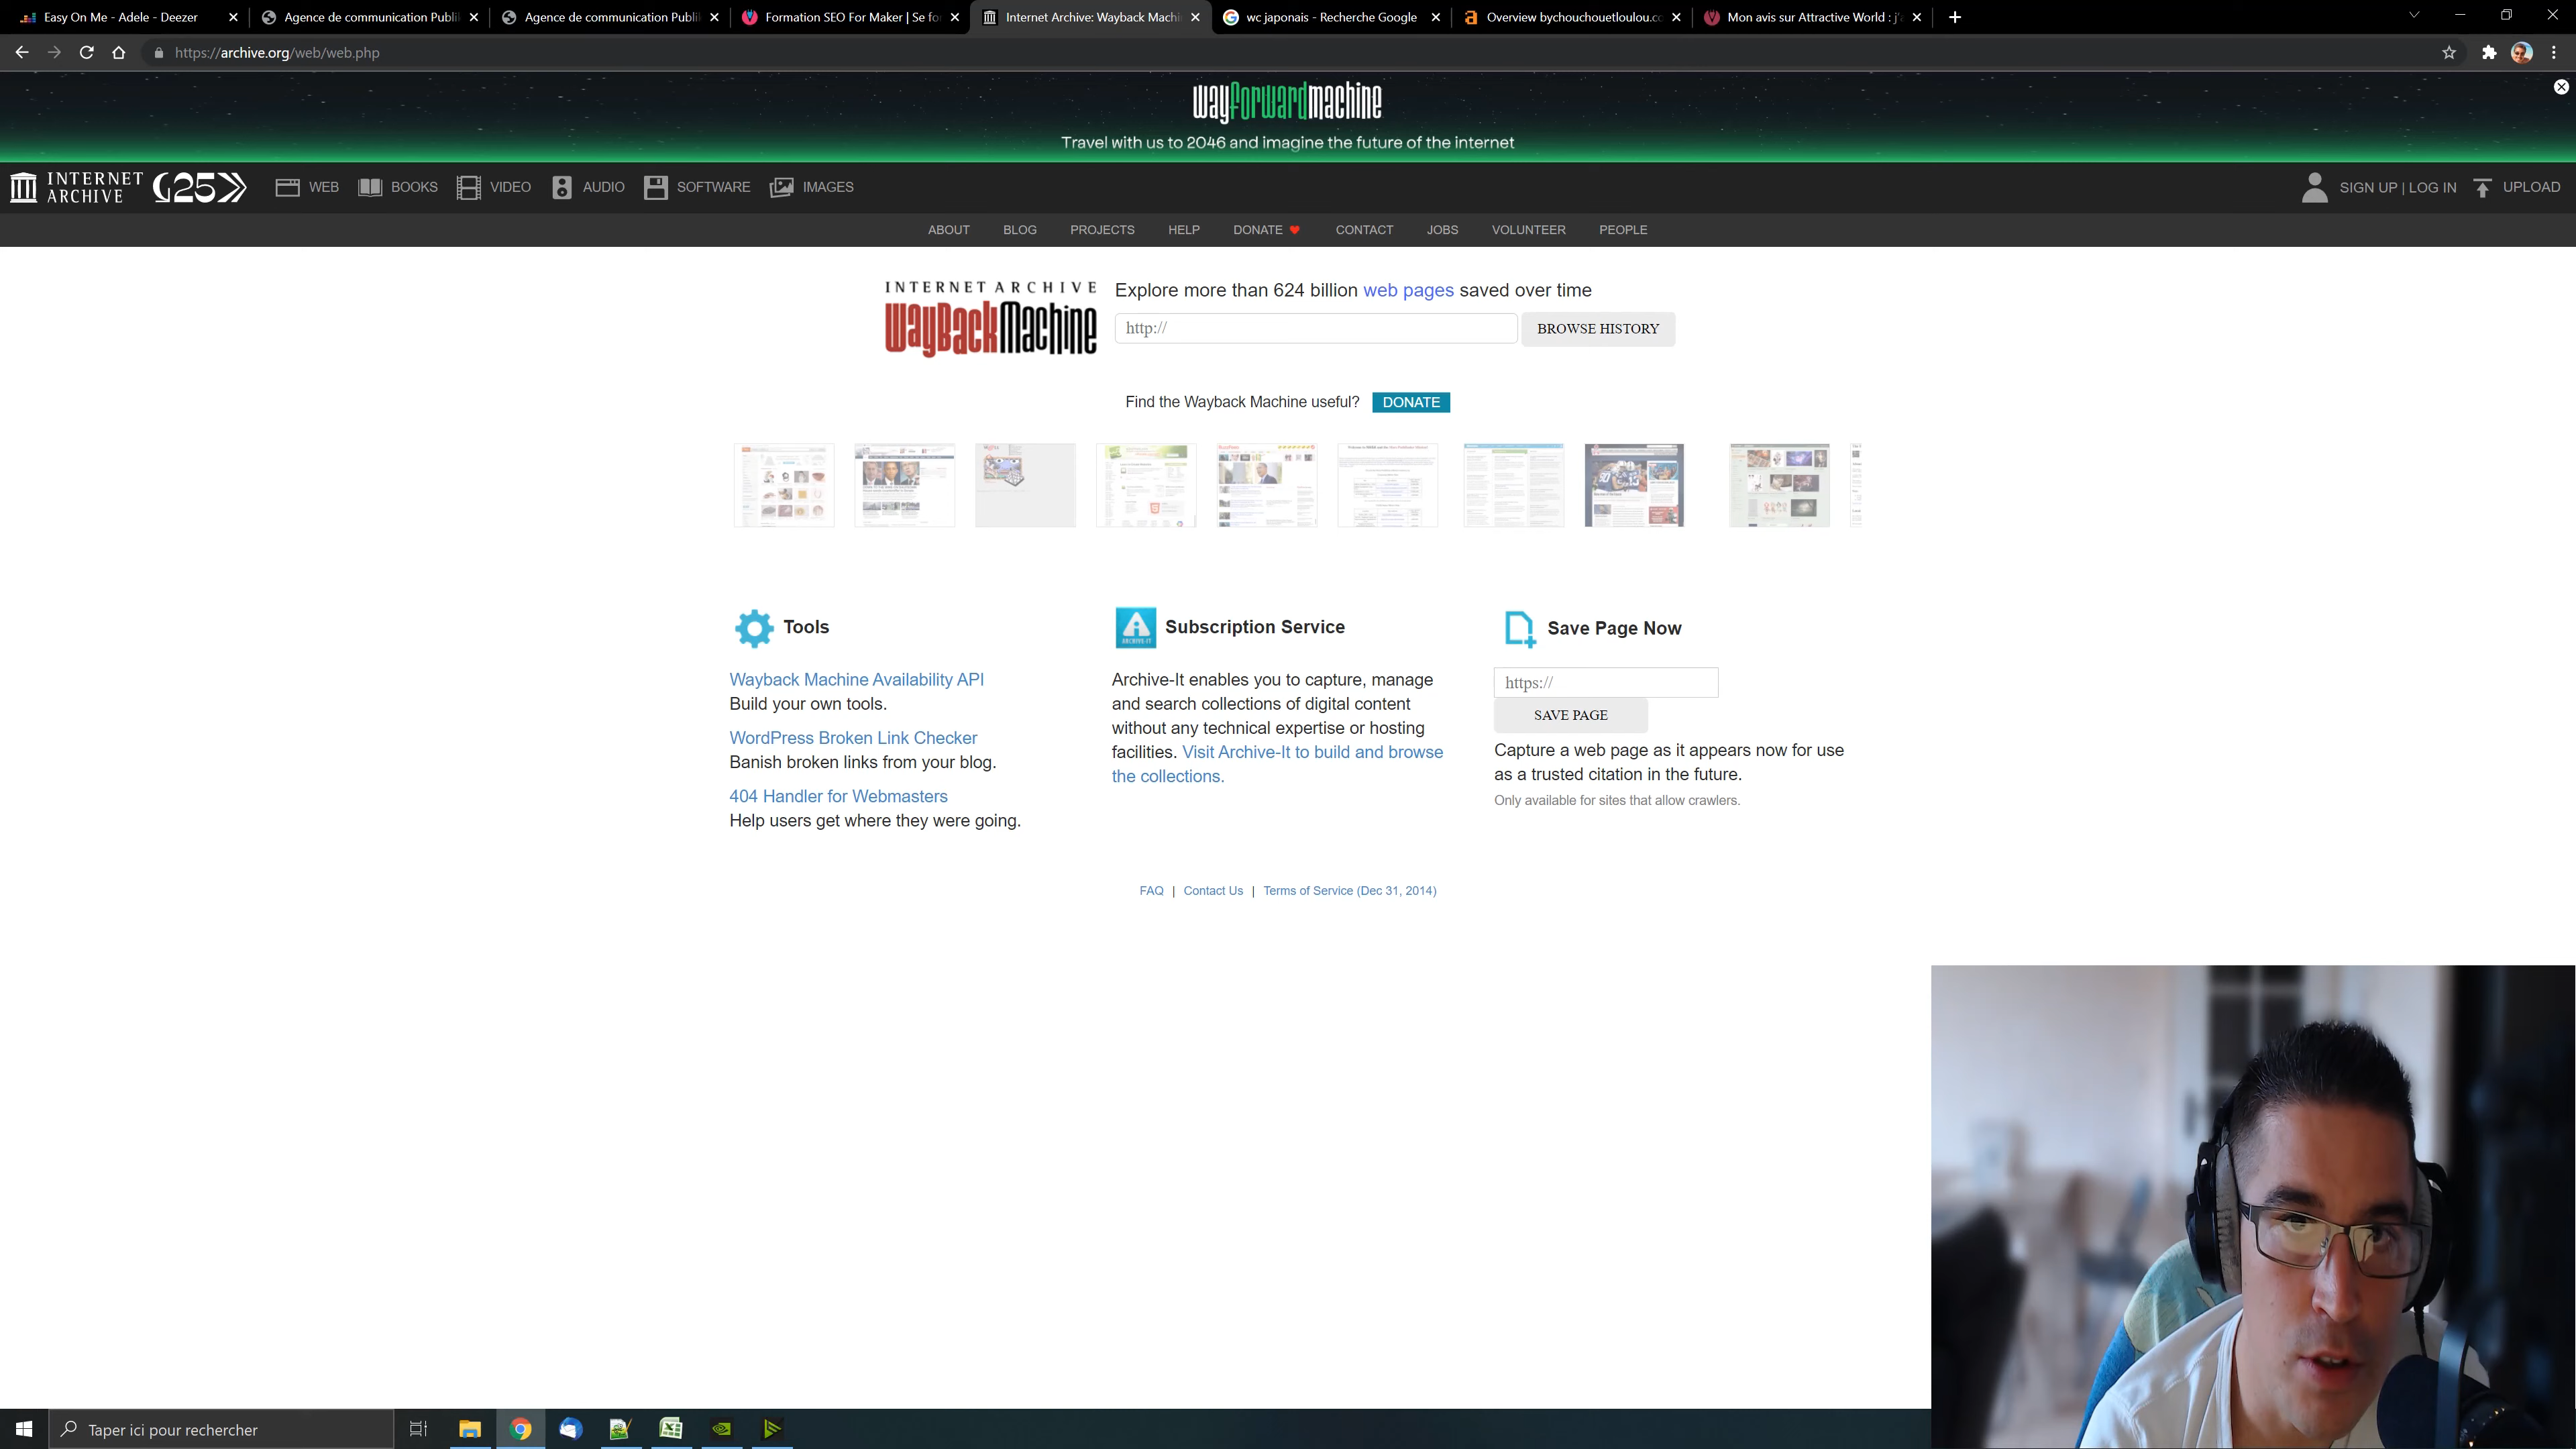 Easy On Me - Adele - Deezer
Agence de communication Publi
Agence de communication Publi
Formation SEO For Maker | Se fo
Internet Archive: Wayback Machi
wc japonais - Recherche Google
Overview bychouchouetloulou.co
Mon avis sur Attractive World : j'
https://archive.org/web/web.php
wayforwardmachine
Travel with us to 2046 and imagine the future of the internet
INTERNET ARCHIVE
25
WEB
BOOKS
VIDEO
AUDIO
SOFTWARE
IMAGES
SIGN UP | LOG IN
UPLOAD
ABOUT
BLOG
PROJECTS
HELP
DONATE
CONTACT
JOBS
VOLUNTEER
PEOPLE
INTERNET ARCHIVE
WayBackMachine
Explore more than 624 billion web pages saved over time
http://
BROWSE HISTORY
Find the Wayback Machine useful?
DONATE
Tools
Wayback Machine Availability API
Build your own tools.
WordPress Broken Link Checker
Banish broken links from your blog.
404 Handler for Webmasters
Help users get where they were going.
ARCHIVE-IT
Subscription Service
Archive-It enables you to capture, manage
and search collections of digital content
without any technical expertise or hosting
facilities. Visit Archive-It to build and browse
the collections.
Save Page Now
https://
SAVE PAGE
Capture a web page as it appears now for use
as a trusted citation in the future.
Only available for sites that allow crawlers.
FAQ | Contact Us | Terms of Service (Dec 31, 2014)
Taper ici pour rechercher